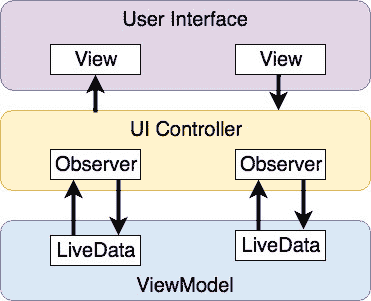 User Interface
View View
UI Controller
Observer Observer
LiveData LiveData
ViewModel